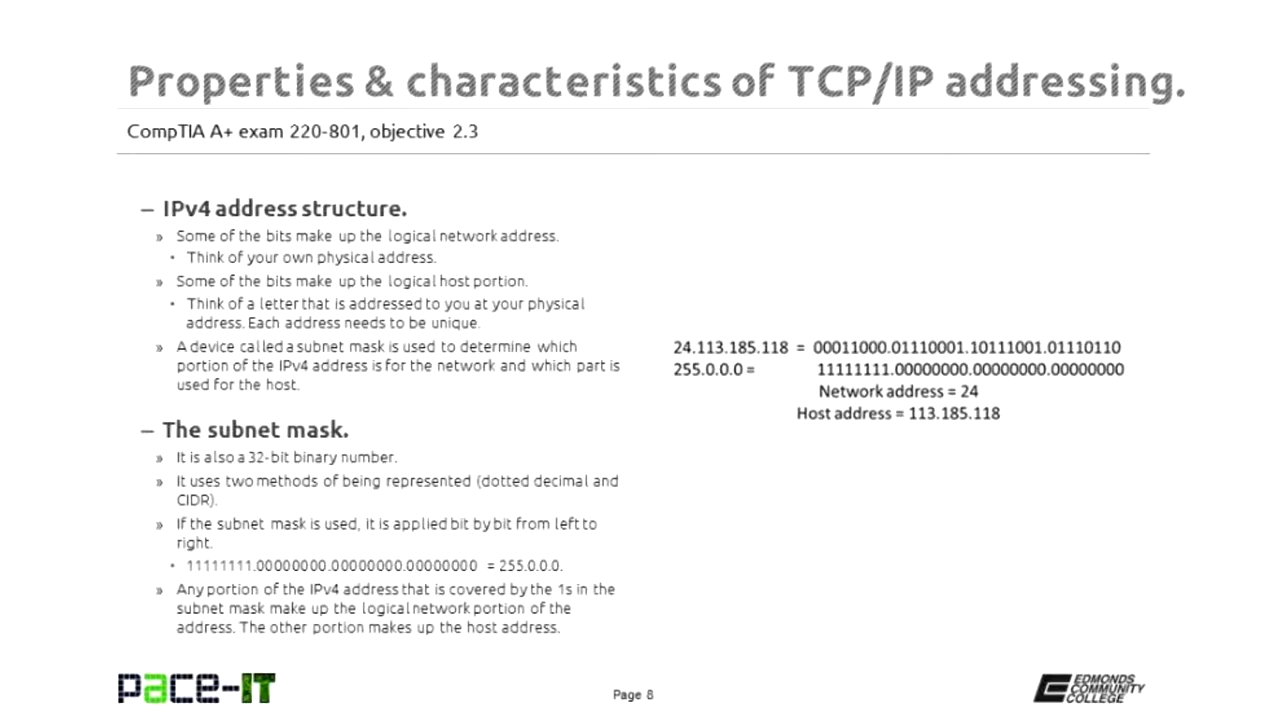 Properties & characteristics of TCP/IP addressing.
CompTIA A+ exam 220-801, objective 2.3
– IPv4 address structure.
» Some of the bits make up the logical network address.
• Think of your own physical address.
» Some of the bits make up the logical host portion.
• Think of a letter that is addressed to you at your physical
address. Each address needs to be unique.
» A device called a subnet mask is used to determine which
portion of the IPv4 address is for the network and which part is
used for the host.
– The subnet mask.
» It is also a 32-bit binary number.
» It uses two methods of being represented (dotted decimal and
CIDR).
» If the subnet mask is used, it is applied bit by bit from left to
right.
• 11111111.00000000.00000000.00000000 = 255.0.0.0.
» Any portion of the IPv4 address that is covered by the 1s in the
subnet mask make up the logical network portion of the
address. The other portion makes up the host address.
24.113.185.118 = 00011000.01110001.10111001.01110110
255.0.0.0 = 11111111.00000000.00000000.00000000
Network address = 24
Host address = 113.185.118
pace-IT
Page 8
EDMONDS
COMMUNITY
COLLEGE